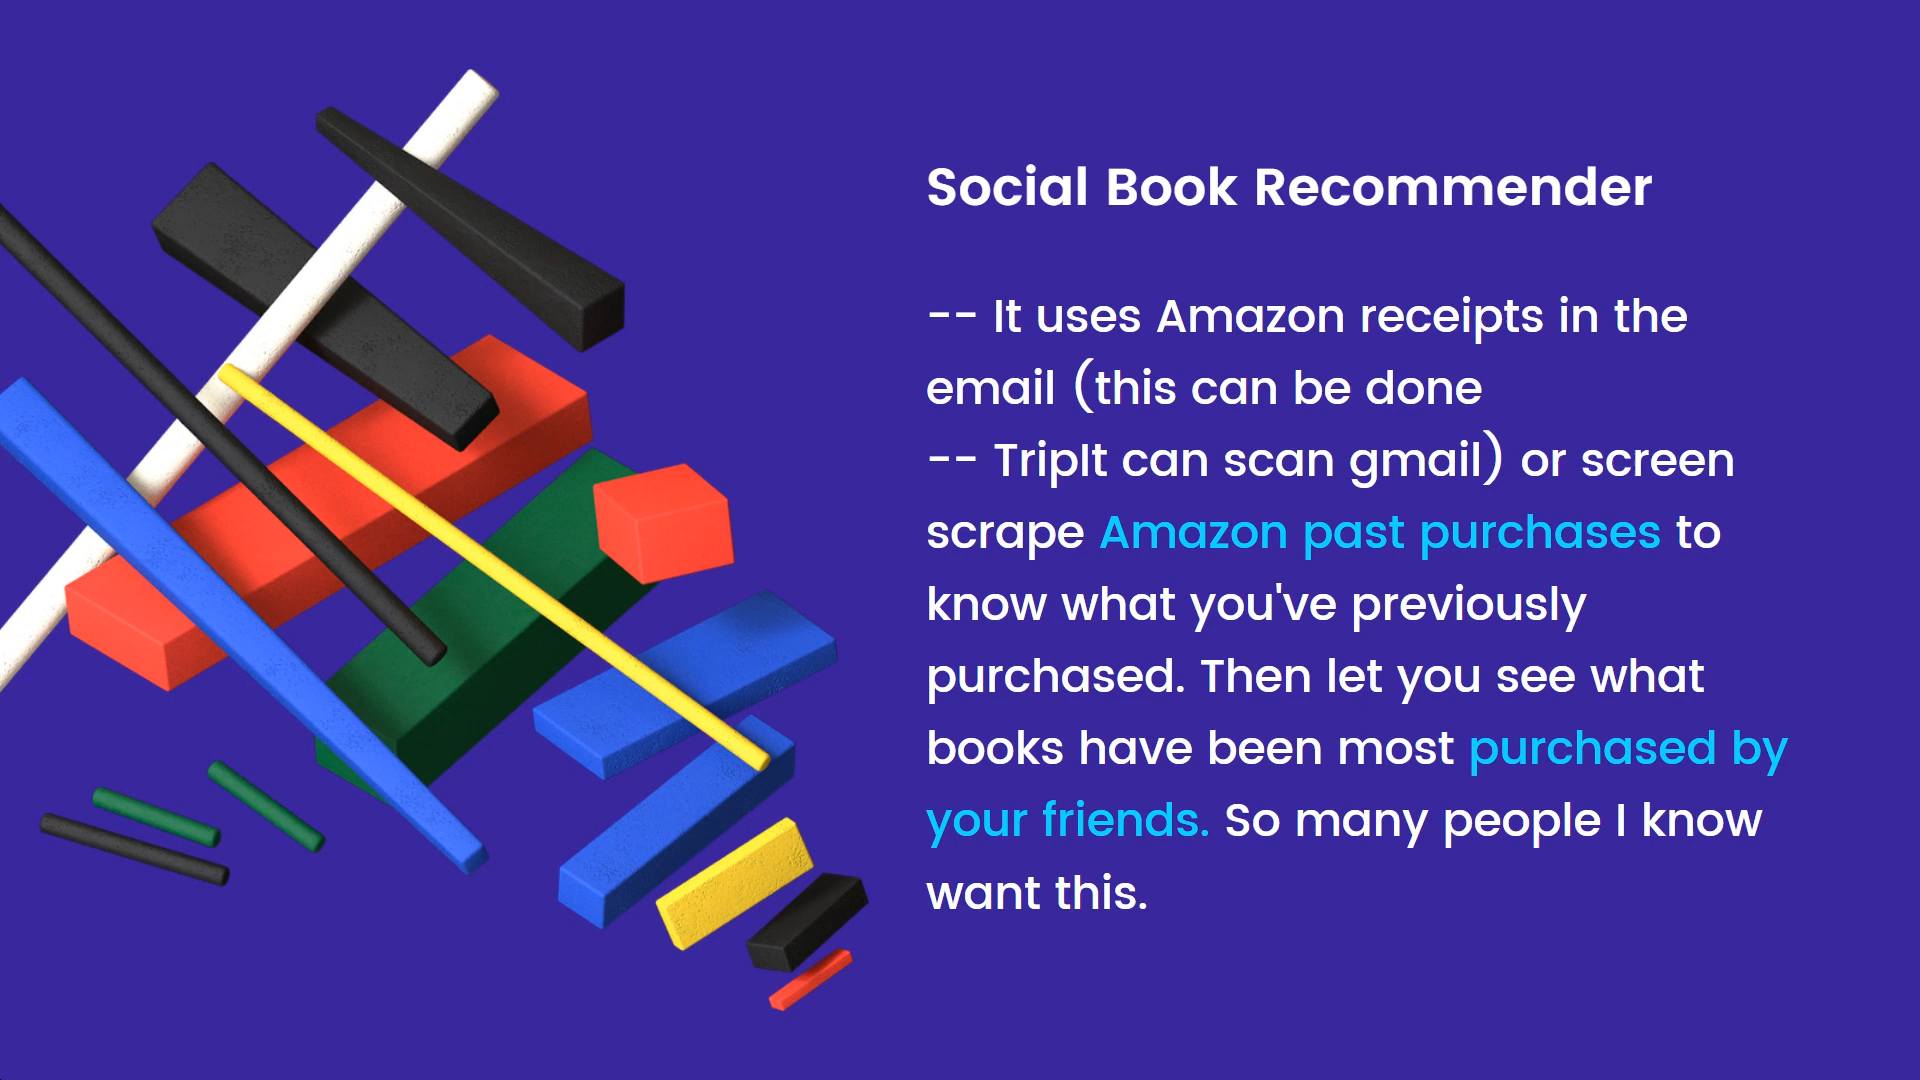 Social Book Recommender
-- It uses Amazon receipts in the
email (this can be done
-- TripIt can scan gmail) or screen
scrape Amazon past purchases to
know what you've previously
purchased. Then let you see what
books have been most purchased by
your friends. So many people I know
want this.